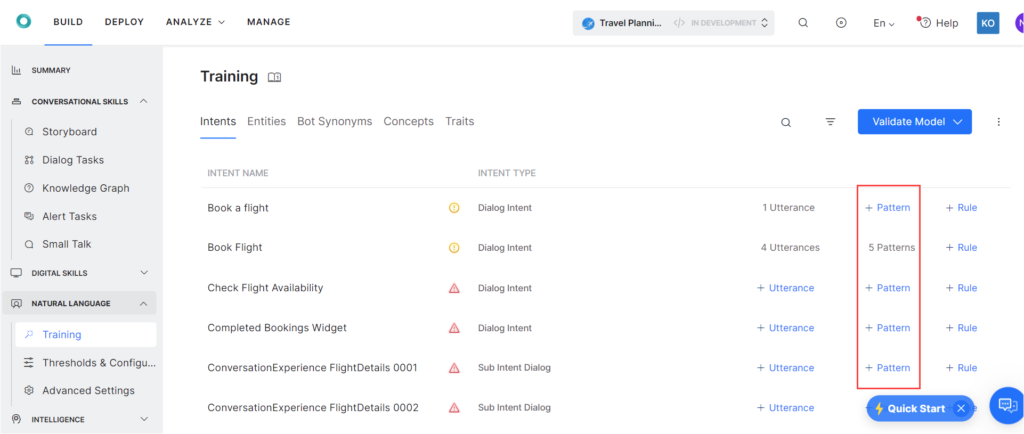 BUILD DEPLOY ANALYZE MANAGE Travel Planni... </> IN DEVELOPMENT En Help KO
SUMMARY
CONVERSATIONAL SKILLS
Storyboard
Dialog Tasks
Knowledge Graph
Alert Tasks
Small Talk
DIGITAL SKILLS
NATURAL LANGUAGE
Training
Thresholds & Configu...
Advanced Settings
INTELLIGENCE
Training
Intents Entities Bot Synonyms Concepts Traits Validate Model
INTENT NAME INTENT TYPE
Book a flight Dialog Intent 1 Utterance + Pattern + Rule
Book Flight Dialog Intent 4 Utterances 5 Patterns + Rule
Check Flight Availability Dialog Intent + Utterance + Pattern + Rule
Completed Bookings Widget Dialog Intent + Utterance + Pattern + Rule
ConversationExperience FlightDetails 0001 Sub Intent Dialog + Utterance + Pattern + Rule
ConversationExperience FlightDetails 0002 Sub Intent Dialog + Utterance
Quick Start